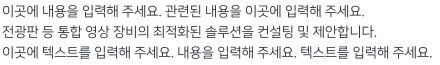 이곳에 내용을 입력해 주세요. 관련된 내용을 이곳에 입력해 주세요.
전광판 등 통합 영상 장비의 최적화된 솔루션을 컨설팅 및 제안합니다.
이곳에 텍스트를 입력해 주세요. 내용을 입력해 주세요. 텍스트를 입력해 주세요.